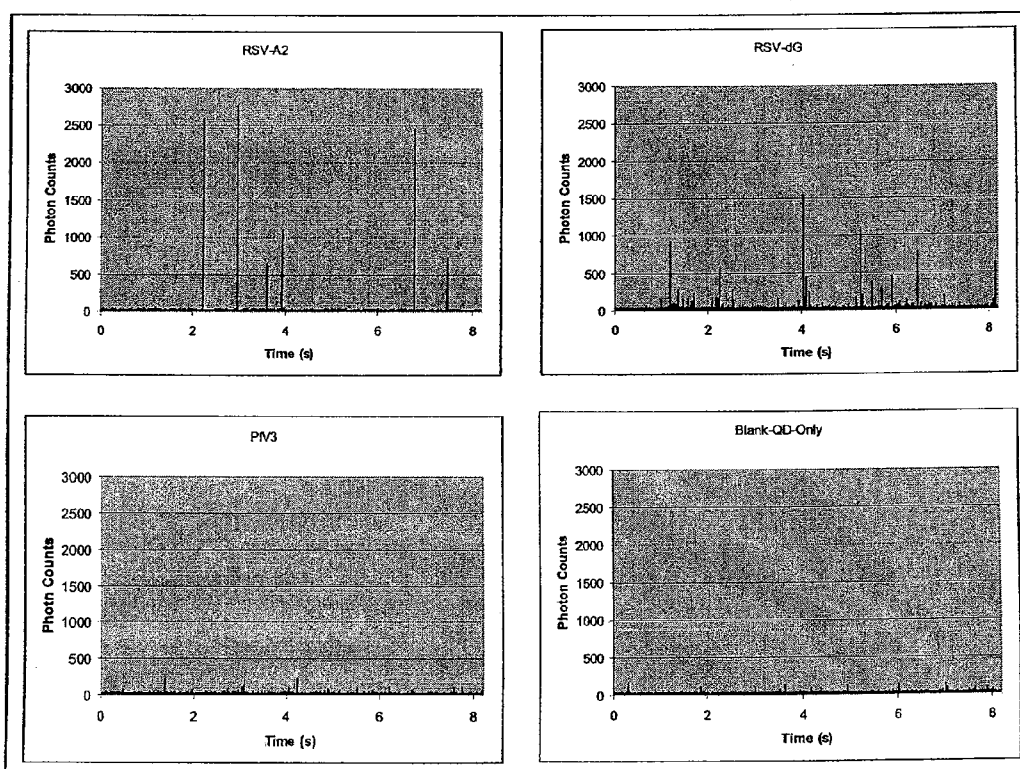 RSV-A2
3000
2500
2000
1500
1000
500
0
Photon Counts
0 2 4 6 8
Time (s)
RSV-dG
3000
2500
2000
1500
1000
500
0
Photon Counts
0 2 4 6 8
Time (s)
PIV3
3000
2500
2000
1500
1000
500
0
Photn Counts
0 2 4 6 8
Time (s)
Blank-QD-Only
3000
2500
2000
1500
1000
500
0
Photon Counts
0 2 4 6 8
Time (s)